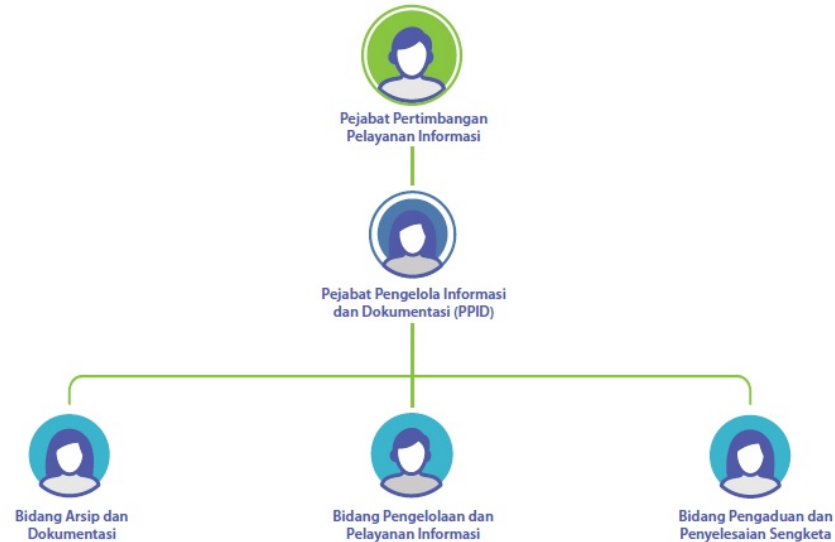 Pejabat Pertimbangan
Pelayanan Informasi
Pejabat Pengelola Informasi
dan Dokumentasi (PPID)
Bidang Arsip dan
Dokumentasi
Bidang Pengelolaan dan
Pelayanan Informasi
Bidang Pengaduan dan
Penyelesaian Sengketa